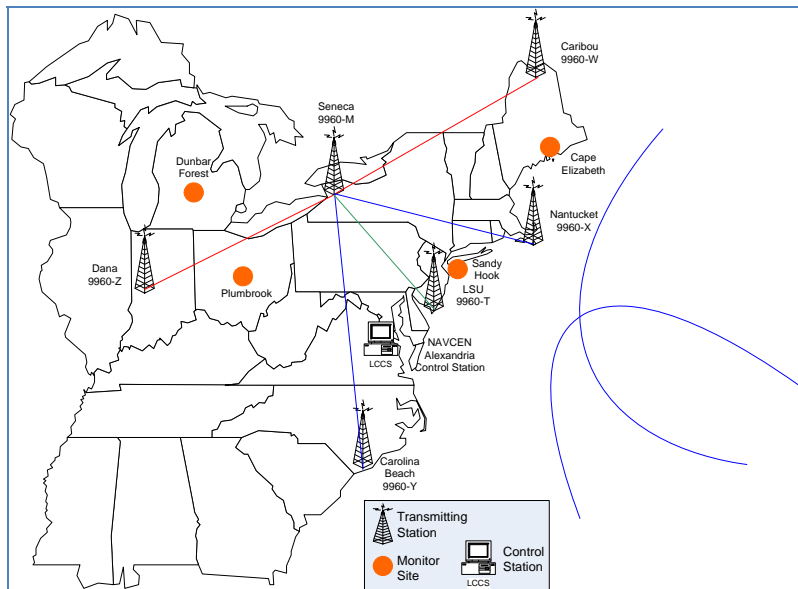 Caribou
9960-W
Seneca
9960-M
Dunbar
Forest
Cape
Elizabeth
Nantucket
9960-X
Dana
9960-Z
Plumbrook
Sandy
Hook
LSU
9960-T
LCCS
NAVCEN
Alexandria
Control Station
Carolina
Beach
9960-Y
Transmitting
Station
Monitor
Site
LCCS
Control
Station